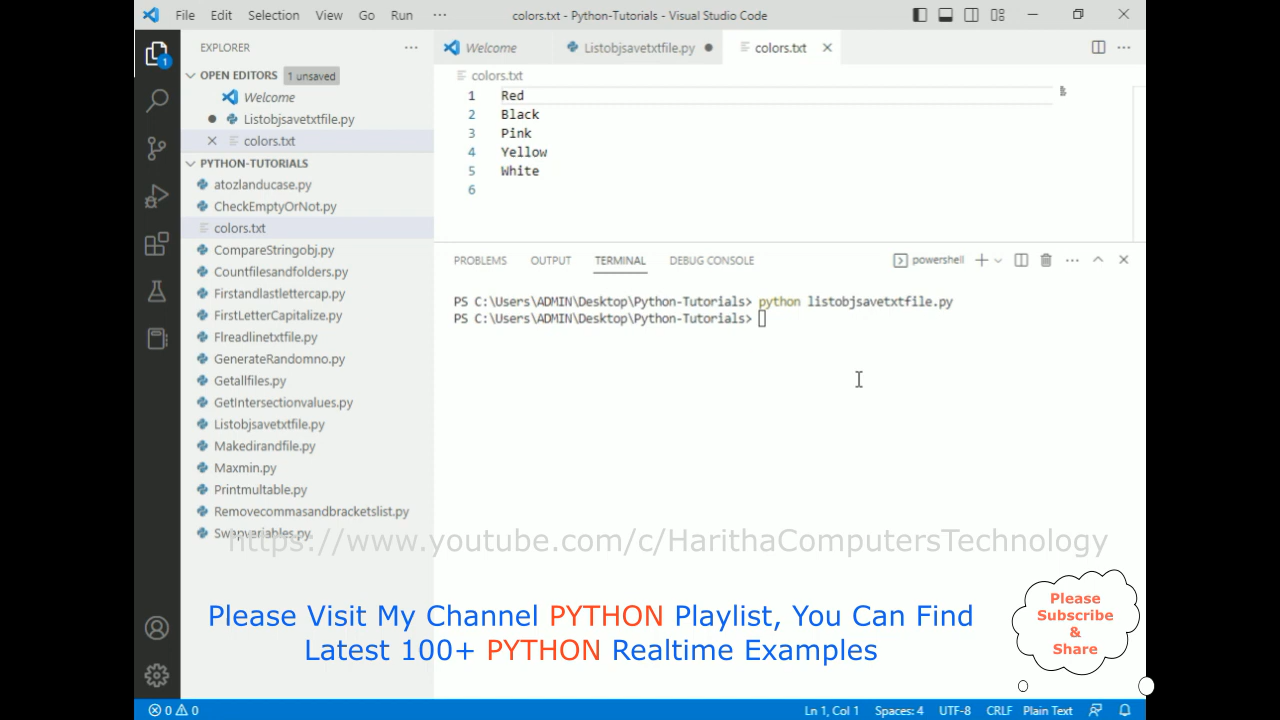 File Edit Selection View Go Run ··· colors.txt - Python-Tutorials - Visual Studio Code
EXPLORER ···
Welcome Listobjsavetxtfile.py colors.txt ···
OPEN EDITORS 1 unsaved
Welcome
Listobjsavetxtfile.py
colors.txt
PYTHON-TUTORIALS
atozlanducase.py
CheckEmptyOrNot.py
colors.txt
CompareStringobj.py
Countfilesandfolders.py
Firstandlastlettercap.py
FirstLetterCapitalize.py
Flreadlinetxtfile.py
GenerateRandomno.py
Getallfiles.py
GetIntersectionvalues.py
Listobjsavetxtfile.py
Makedirandfile.py
Maxmin.py
Printmultable.py
Removecommasandbracketslist.py
Swapvariables.py
1
colors.txt
1 Red
2 Black
3 Pink
4 Yellow
5 White
6
PROBLEMS OUTPUT TERMINAL DEBUG CONSOLE powershell ···
PS C:\Users\ADMIN\Desktop\Python-Tutorials> python listobjsavetxtfile.py
PS C:\Users\ADMIN\Desktop\Python-Tutorials>
https://www.youtube.com/c/HarithaComputersTechnology
Please Visit My Channel PYTHON Playlist, You Can Find
Latest 100+ PYTHON Realtime Examples
Please
Subscribe
&
Share
0 0 Ln 1, Col 1 Spaces: 4 UTF-8 CRLF Plain Text